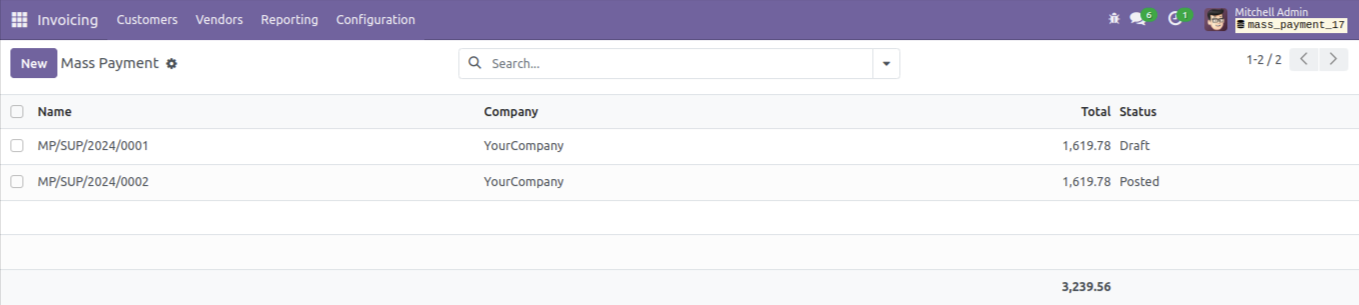 Invoicing Customers Vendors Reporting Configuration 6 1 Mitchell Admin
mass_payment_17
New Mass Payment Search... 1-2 / 2
Name Company Total Status
MP/SUP/2024/0001 YourCompany 1,619.78 Draft
MP/SUP/2024/0002 YourCompany 1,619.78 Posted
3,239.56